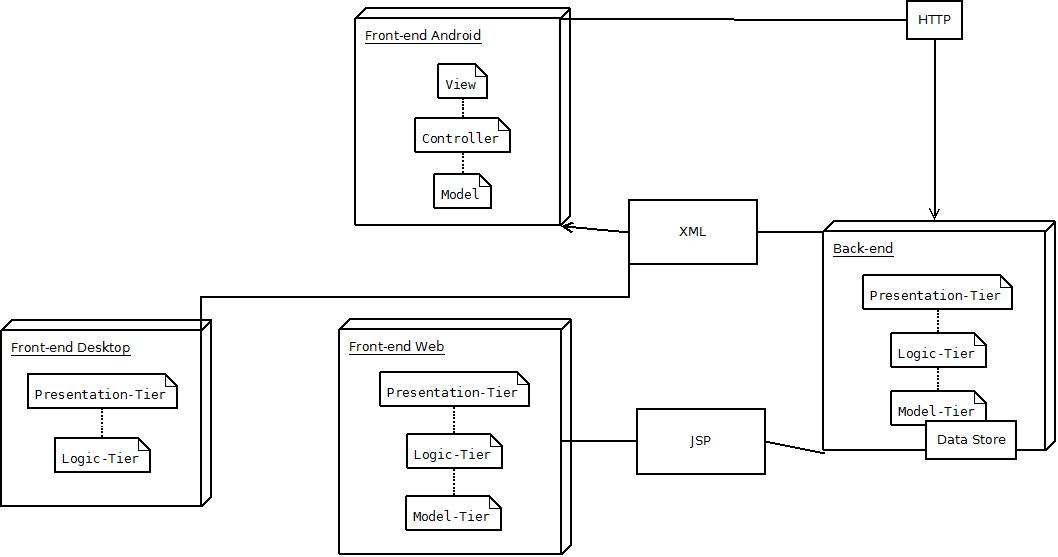 HTTP
Front-end Android
View
Controller
Model
XML
Back-end
Presentation-Tier
Logic-Tier
Model-Tier
Data Store
Front-end Desktop
Presentation-Tier
Logic-Tier
Front-end Web
Presentation-Tier
Logic-Tier
Model-Tier
JSP